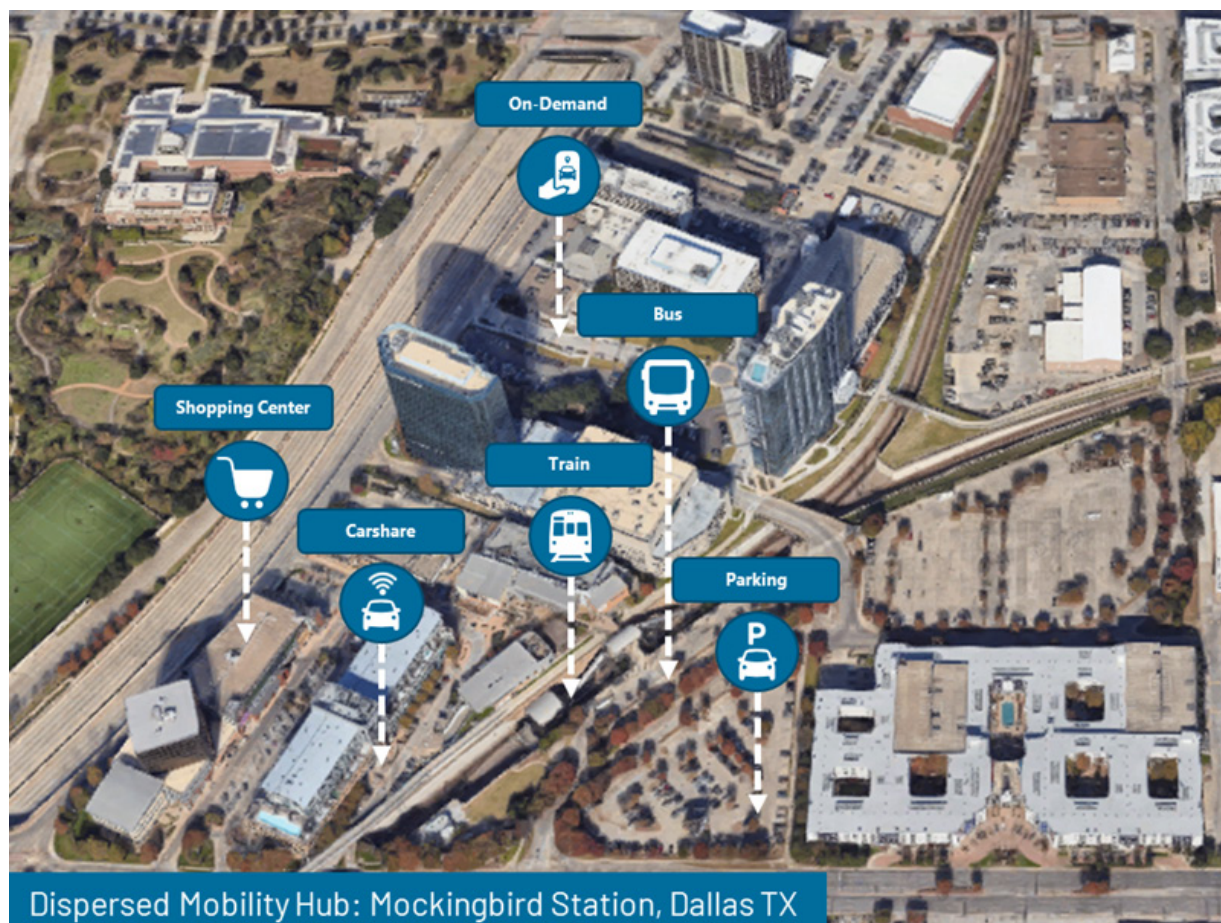 On-Demand
Bus
Shopping Center
Train
Carshare
Parking
P
Dispersed Mobility Hub: Mockingbird Station, Dallas TX